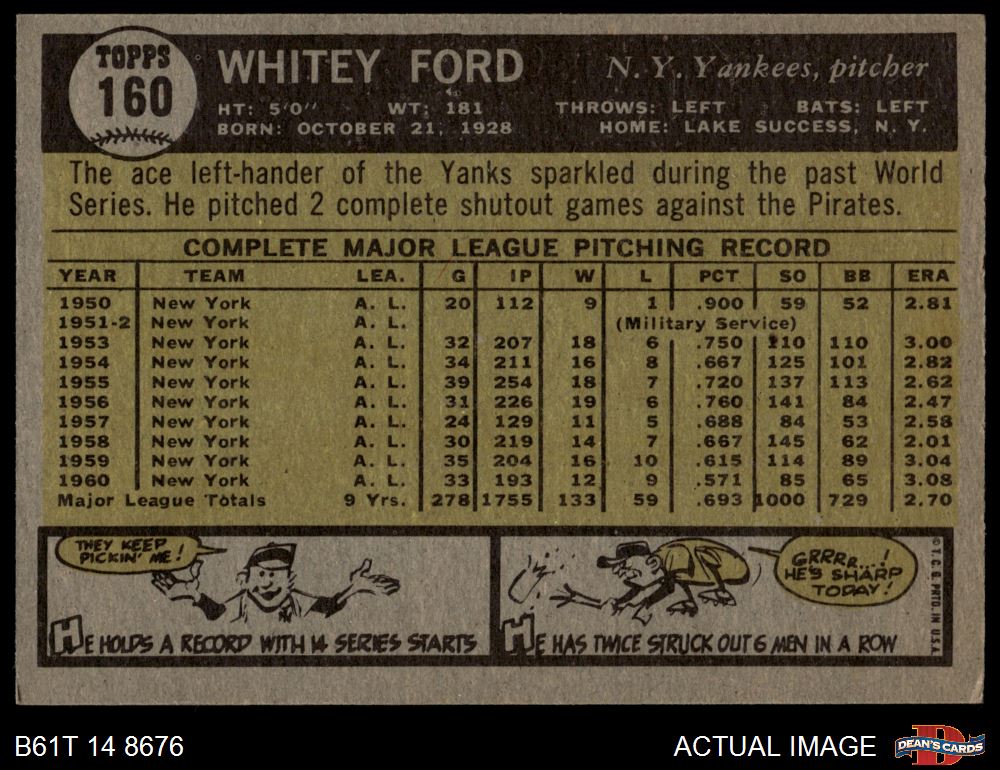 TOPPS
160
WHITEY FORD
N. Y. Yankees, pitcher
HT: 5'0" WT: 181 THROWS: LEFT BATS: LEFT
BORN: OCTOBER 21, 1928 HOME: LAKE SUCCESS, N. Y.
The ace left-hander of the Yanks sparkled during the past World
Series. He pitched 2 complete shutout games against the Pirates.
COMPLETE MAJOR LEAGUE PITCHING RECORD
YEAR TEAM LEA. G IP W L PCT SO BB ERA
1950 New York A. L. 20 112 9 1 .900 59 52 2.81
1951-2 New York A. L. (Military Service)
1953 New York A. L. 32 207 18 6 .750 110 110 3.00
1954 New York A. L. 34 211 16 8 .667 125 101 2.82
1955 New York A. L. 39 254 18 7 .720 137 113 2.62
1956 New York A. L. 31 226 19 6 .760 141 84 2.47
1957 New York A. L. 24 129 11 5 .688 84 53 2.58
1958 New York A. L. 30 219 14 7 .667 145 62 2.01
1959 New York A. L. 35 204 16 10 .615 114 89 3.04
1960 New York A. L. 33 193 12 9 .571 85 65 3.08
Major League Totals 9 Yrs. 278 1755 133 59 .693 1000 729 2.70
THEY KEEP
PICKIN' ME!
HE HOLDS A RECORD WITH 14 SERIES STARTS
GRRRR...!
HE'S SHARP
TODAY!
HE HAS TWICE STRUCK OUT 6 MEN IN A ROW
© T. C. G. PRTD. IN U.S.A.
B61T 14 8676
ACTUAL IMAGE
D
DEAN'S CARDS